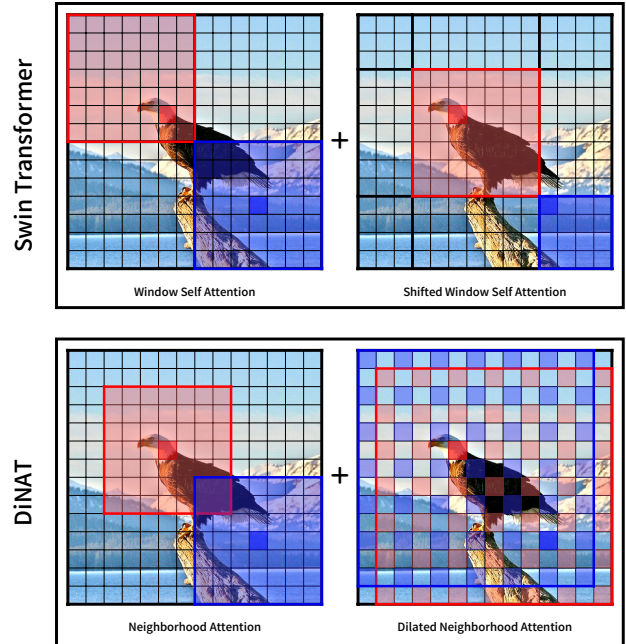 Swin Transformer
+
Window Self Attention
Shifted Window Self Attention
DiNAT
+
Neighborhood Attention
Dilated Neighborhood Attention